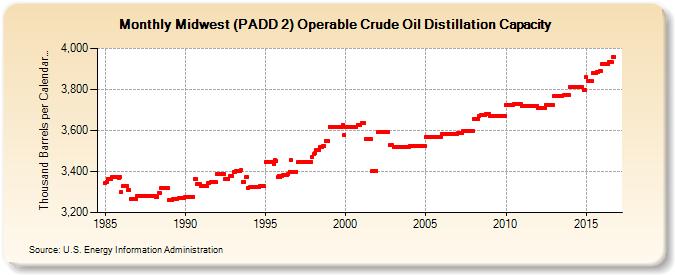 Monthly Midwest (PADD 2) Operable Crude Oil Distillation Capacity
Thousand Barrels per Calendar...
4,000
3,800
3,600
3,400
3,200
1985 1990 1995 2000 2005 2010 2015
Source: U.S. Energy Information Administration